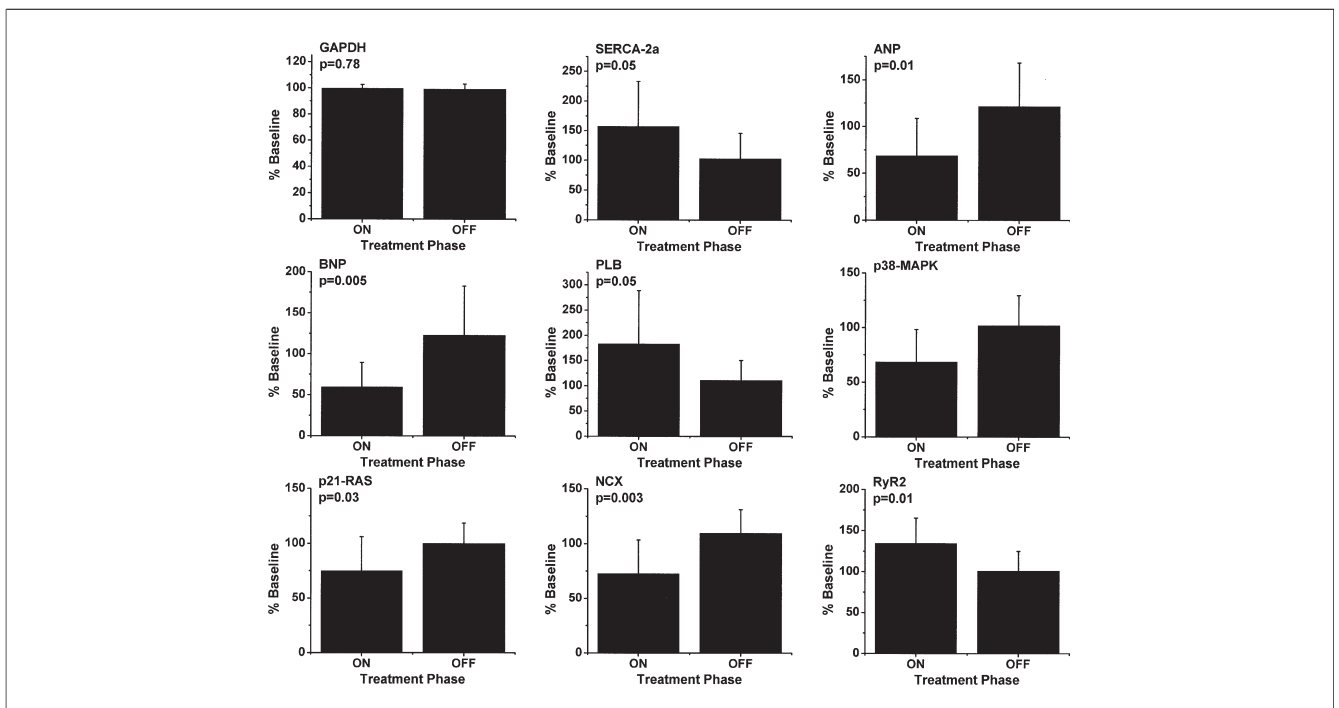 GAPDH
p=0.78
% Baseline
120
100
80
60
40
20
0
ON OFF
Treatment Phase
SERCA-2a
p=0.05
% Baseline
250
200
150
100
50
0
ON OFF
Treatment Phase
ANP
p=0.01
% Baseline
150
100
50
0
ON OFF
Treatment Phase
BNP
p=0.005
% Baseline
200
150
100
50
0
ON OFF
Treatment Phase
PLB
p=0.05
% Baseline
300
250
200
150
100
50
0
ON OFF
Treatment Phase
p38-MAPK
% Baseline
150
100
50
0
ON OFF
Treatment Phase
p21-RAS
p=0.03
% Baseline
150
100
50
0
ON OFF
Treatment Phase
NCX
p=0.003
% Baseline
150
100
50
0
ON OFF
Treatment Phase
RyR2
p=0.01
% Baseline
200
150
100
50
0
ON OFF
Treatment Phase